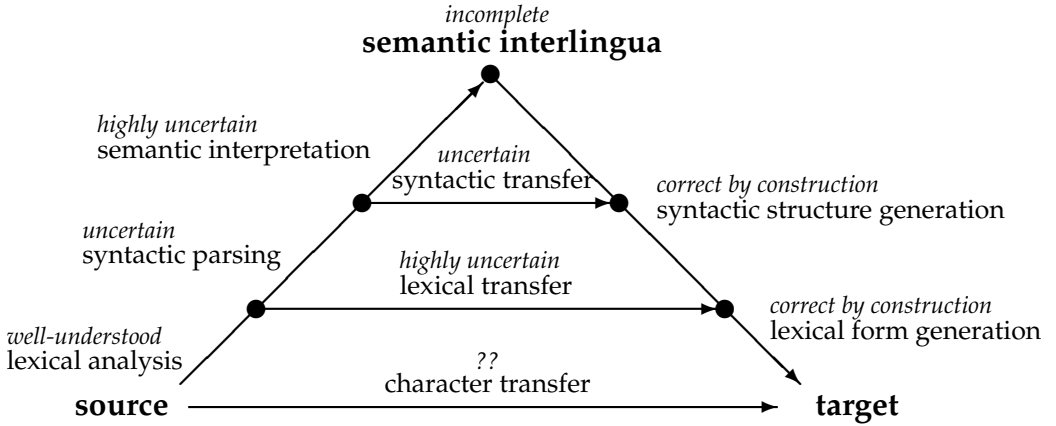 incomplete
semantic interlingua
highly uncertain
semantic interpretation
uncertain
syntactic transfer
correct by construction
syntactic structure generation
uncertain
syntactic parsing
highly uncertain
lexical transfer
correct by construction
lexical form generation
well-understood
lexical analysis
??
character transfer
source
target